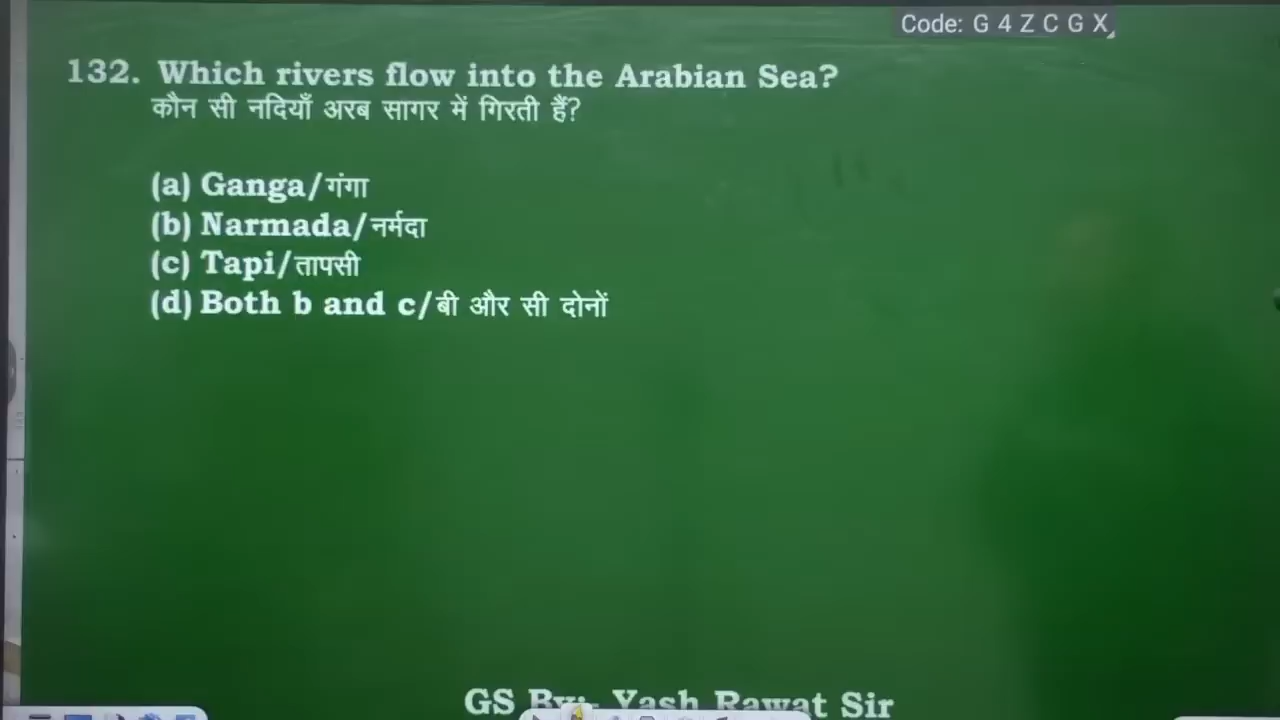 Code: G 4 Z C G X
132. Which rivers flow into the Arabian Sea?
कौन सी नदियाँ अरब सागर में गिरती हैं?
(a) Ganga/गंगा
(b) Narmada/नर्मदा
(c) Tapi/तापसी
(d) Both b and c/बी और सी दोनों
GS By:- Yash Rawat Sir